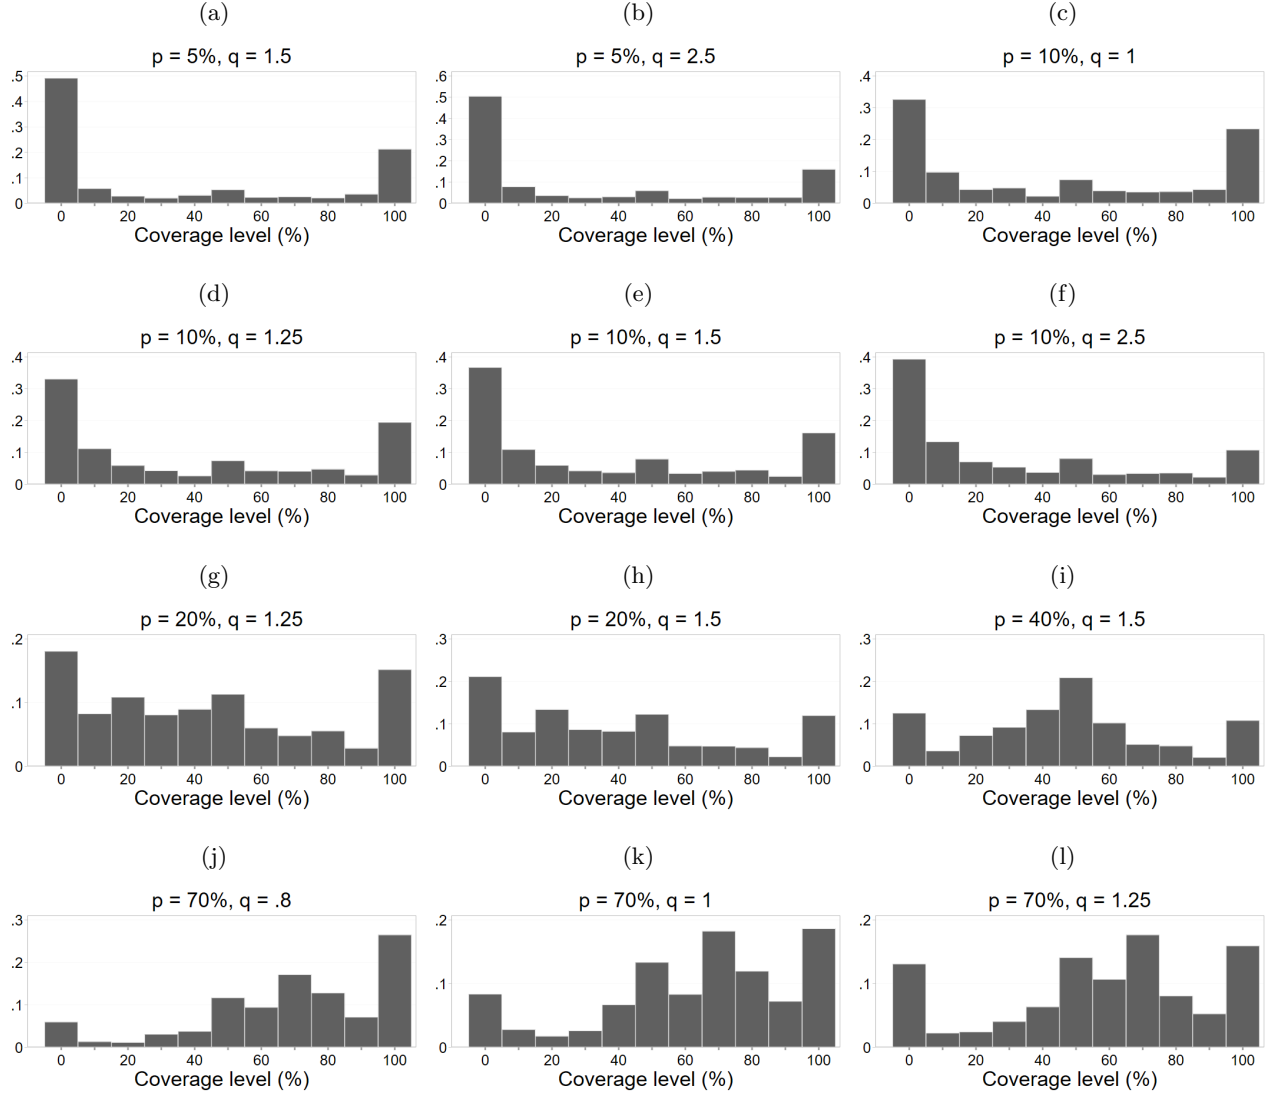 (a) (b) (c)
p = 5%, q = 1.5 p = 5%, q = 2.5 p = 10%, q = 1
.5 .6 .4
.4 .5 .3
.3 .4 .2
.2 .3 .1
.1 .2 0
0 .1
0
0 20 40 60 80 100 0 20 40 60 80 100 0 20 40 60 80 100
Coverage level (%) Coverage level (%) Coverage level (%)
(d) (e) (f)
p = 10%, q = 1.25 p = 10%, q = 1.5 p = 10%, q = 2.5
.4 .4 .4
.3 .3 .3
.2 .2 .2
.1 .1 .1
0 0 0
0 20 40 60 80 100 0 20 40 60 80 100 0 20 40 60 80 100
Coverage level (%) Coverage level (%) Coverage level (%)
(g) (h) (i)
p = 20%, q = 1.25 p = 20%, q = 1.5 p = 40%, q = 1.5
.2 .3 .3
.1 .2 .2
0 .1 .1
0 0
0 20 40 60 80 100 0 20 40 60 80 100 0 20 40 60 80 100
Coverage level (%) Coverage level (%) Coverage level (%)
(j) (k) (l)
p = 70%, q = .8 p = 70%, q = 1 p = 70%, q = 1.25
.3 .2 .2
.2 .1 .1
.1 0 0
0
0 20 40 60 80 100 0 20 40 60 80 100 0 20 40 60 80 100
Coverage level (%) Coverage level (%) Coverage level (%)